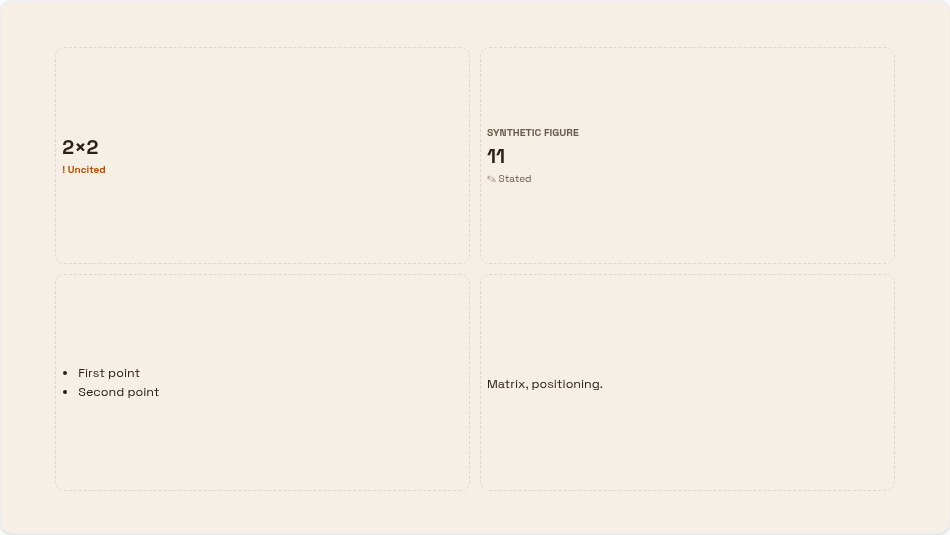 2×2
! Uncited
SYNTHETIC FIGURE
11
✎ Stated
• First point
• Second point
Matrix, positioning.